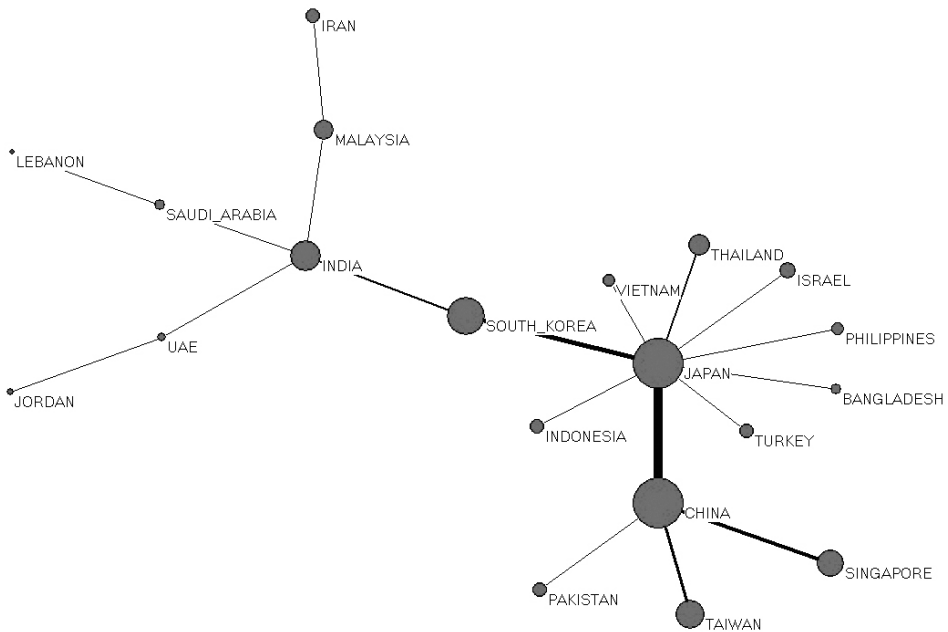 IRAN
MALAYSIA
LEBANON
SAUDI_ARABIA
INDIA
THAILAND
ISRAEL
VIETNAM
SOUTH_KOREA
PHILIPPINES
UAE
JAPAN
JORDAN
BANGLADESH
INDONESIA
TURKEY
CHINA
SINGAPORE
PAKISTAN
TAIWAN